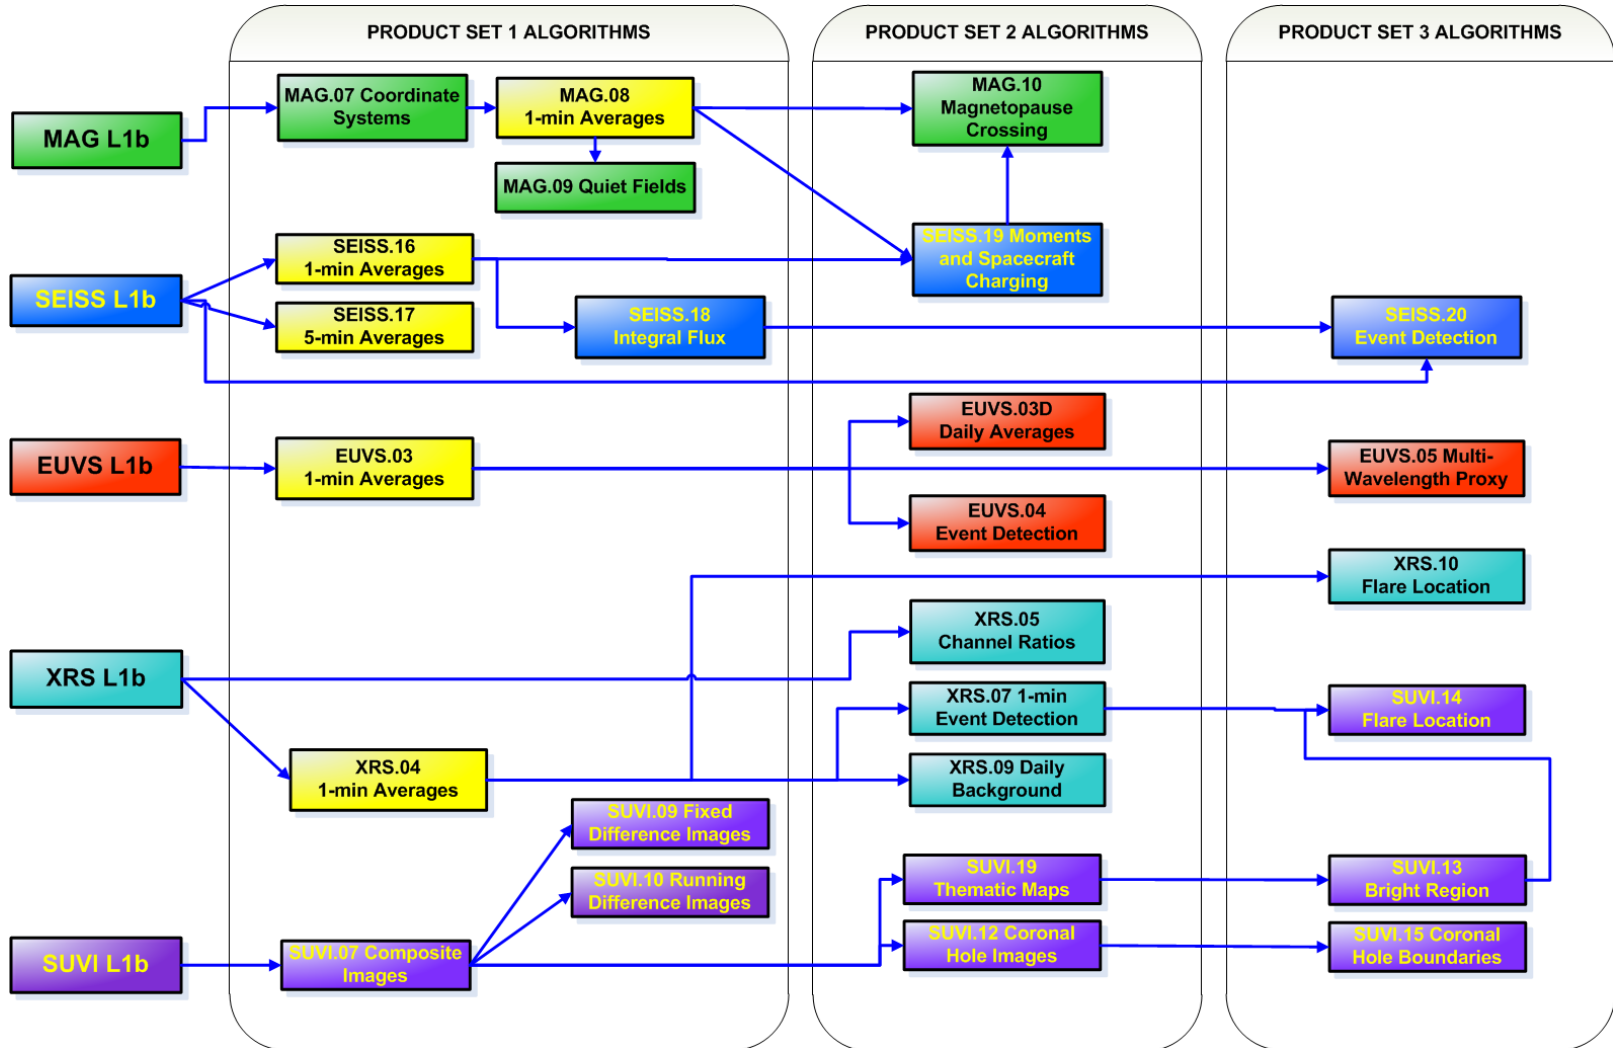 PRODUCT SET 1 ALGORITHMS
PRODUCT SET 2 ALGORITHMS
PRODUCT SET 3 ALGORITHMS
MAG L1b
MAG.07 Coordinate
Systems
MAG.08
1-min Averages
MAG.09 Quiet Fields
MAG.10
Magnetopause
Crossing
SEISS L1b
SEISS.16
1-min Averages
SEISS.17
5-min Averages
SEISS.18
Integral Flux
SEISS.19 Moments
and Spacecraft
Charging
SEISS.20
Event Detection
EUVS L1b
EUVS.03
1-min Averages
EUVS.03D
Daily Averages
EUVS.04
Event Detection
EUVS.05 Multi-
Wavelength Proxy
XRS L1b
XRS.04
1-min Averages
XRS.05
Channel Ratios
XRS.07 1-min
Event Detection
XRS.09 Daily
Background
XRS.10
Flare Location
SUVI.14
Flare Location
SUVI L1b
SUVI.07 Composite
Images
SUVI.09 Fixed
Difference Images
SUVI.10 Running
Difference Images
SUVI.19
Thematic Maps
SUVI.12 Coronal
Hole Images
SUVI.13
Bright Region
SUVI.15 Coronal
Hole Boundaries